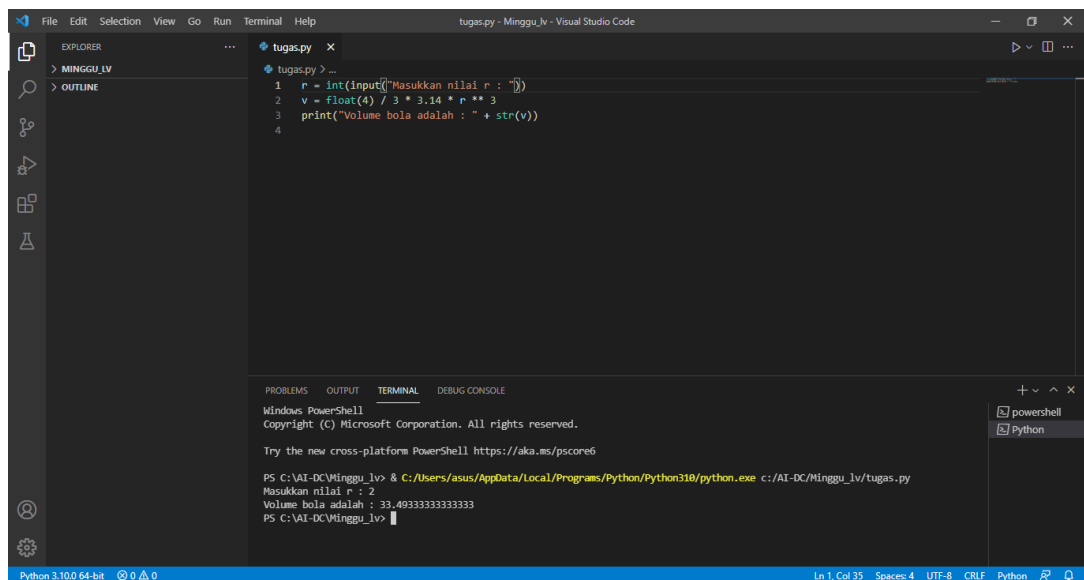 File Edit Selection View Go Run Terminal Help
tugas.py - Minggu_lv - Visual Studio Code
EXPLORER
MINGGU_LV
OUTLINE
tugas.py
tugas.py > ...
1 r = int(input("Masukkan nilai r : "))
2 v = float(4) / 3 * 3.14 * r ** 3
3 print("Volume bola adalah : " + str(v))
4
PROBLEMS OUTPUT TERMINAL DEBUG CONSOLE
powershell
Python
Windows PowerShell
Copyright (C) Microsoft Corporation. All rights reserved.
Try the new cross-platform PowerShell https://aka.ms/pscore6
PS C:\AI-DC\Minggu_lv> & C:/Users/asus/AppData/Local/Programs/Python/Python310/python.exe c:/AI-DC/Minggu_lv/tugas.py
Masukkan nilai r : 2
Volume bola adalah : 33.49333333333333
PS C:\AI-DC\Minggu_lv>
Python 3.10.0 64-bit 0 0
Ln 1, Col 35 Spaces: 4 UTF-8 CRLF Python